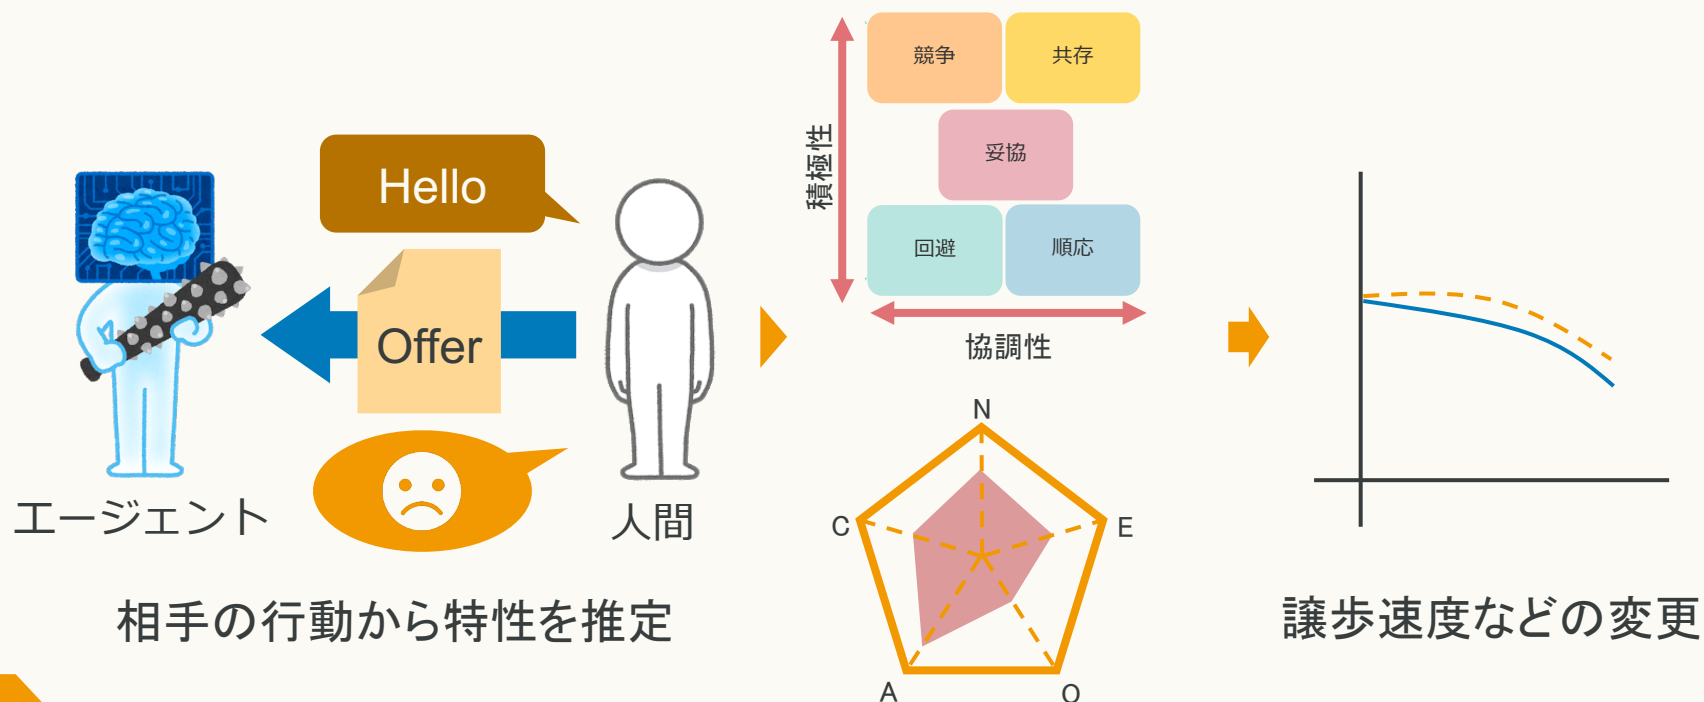 Hello
Offer
エージェント
人間
相手の行動から特性を推定
積極性
競争
共存
妥協
回避
順応
協調性
N
C
E
A
O
譲歩速度などの変更